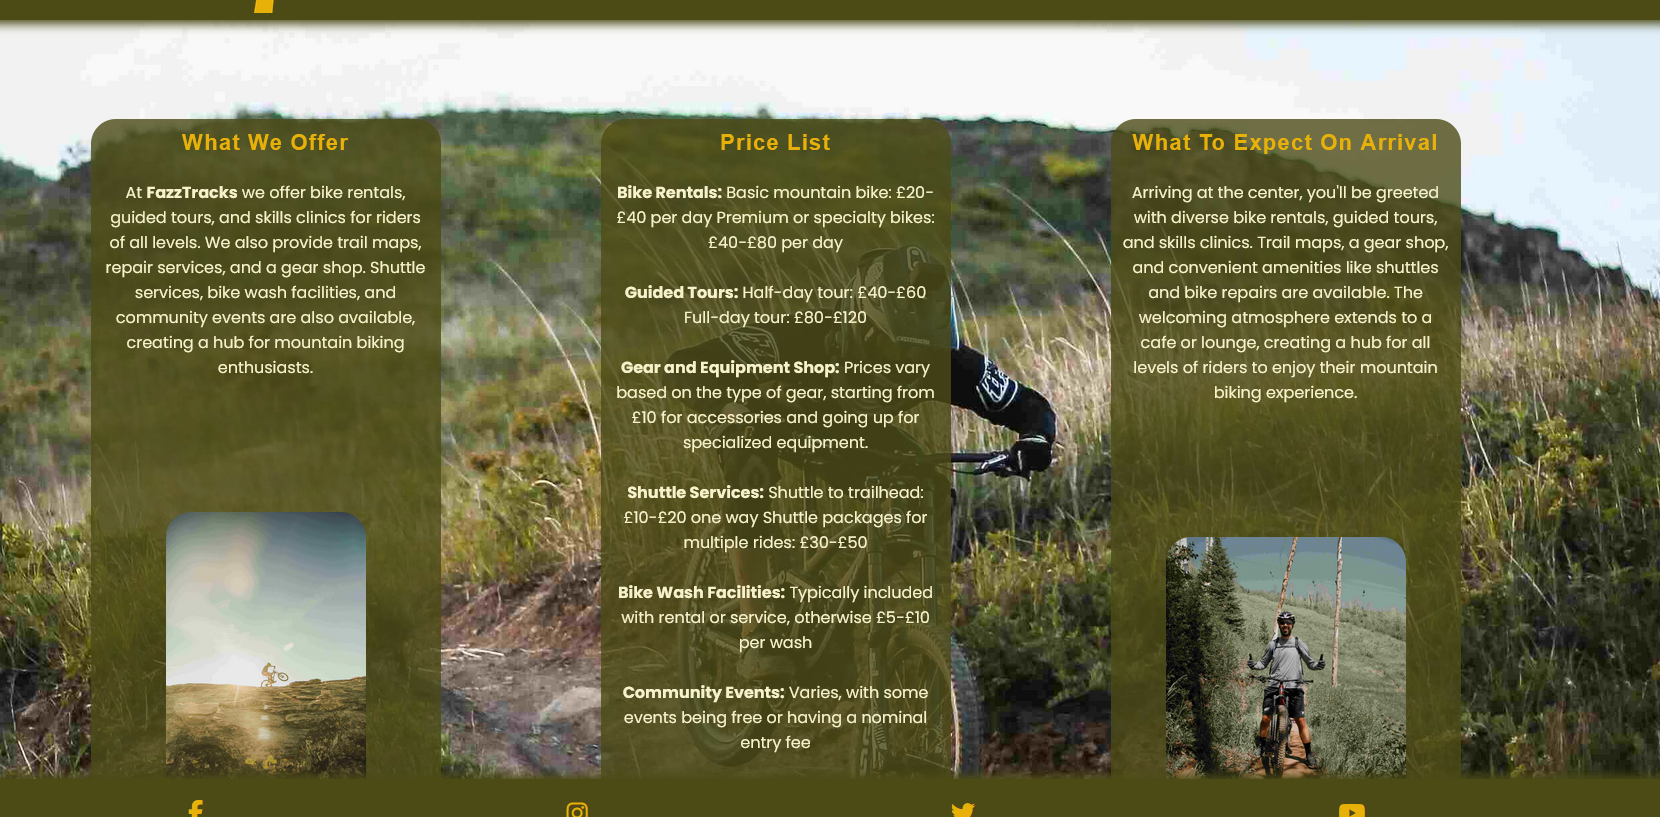 What We Offer
At FazzTracks we offer bike rentals,
guided tours, and skills clinics for riders
of all levels. We also provide trail maps,
repair services, and a gear shop. Shuttle
services, bike wash facilities, and
community events are also available,
creating a hub for mountain biking
enthusiasts.
Price List
Bike Rentals: Basic mountain bike: £20-
£40 per day Premium or specialty bikes:
£40-£80 per day
Guided Tours: Half-day tour: £40-£60
Full-day tour: £80-£120
Gear and Equipment Shop: Prices vary
based on the type of gear, starting from
£10 for accessories and going up for
specialized equipment.
Shuttle Services: Shuttle to trailhead:
£10-£20 one way Shuttle packages for
multiple rides: £30-£50
Bike Wash Facilities: Typically included
with rental or service, otherwise £5-£10
per wash
Community Events: Varies, with some
events being free or having a nominal
entry fee
What To Expect On Arrival
Arriving at the center, you'll be greeted
with diverse bike rentals, guided tours,
and skills clinics. Trail maps, a gear shop,
and convenient amenities like shuttles
and bike repairs are available. The
welcoming atmosphere extends to a
cafe or lounge, creating a hub for all
levels of riders to enjoy their mountain
biking experience.